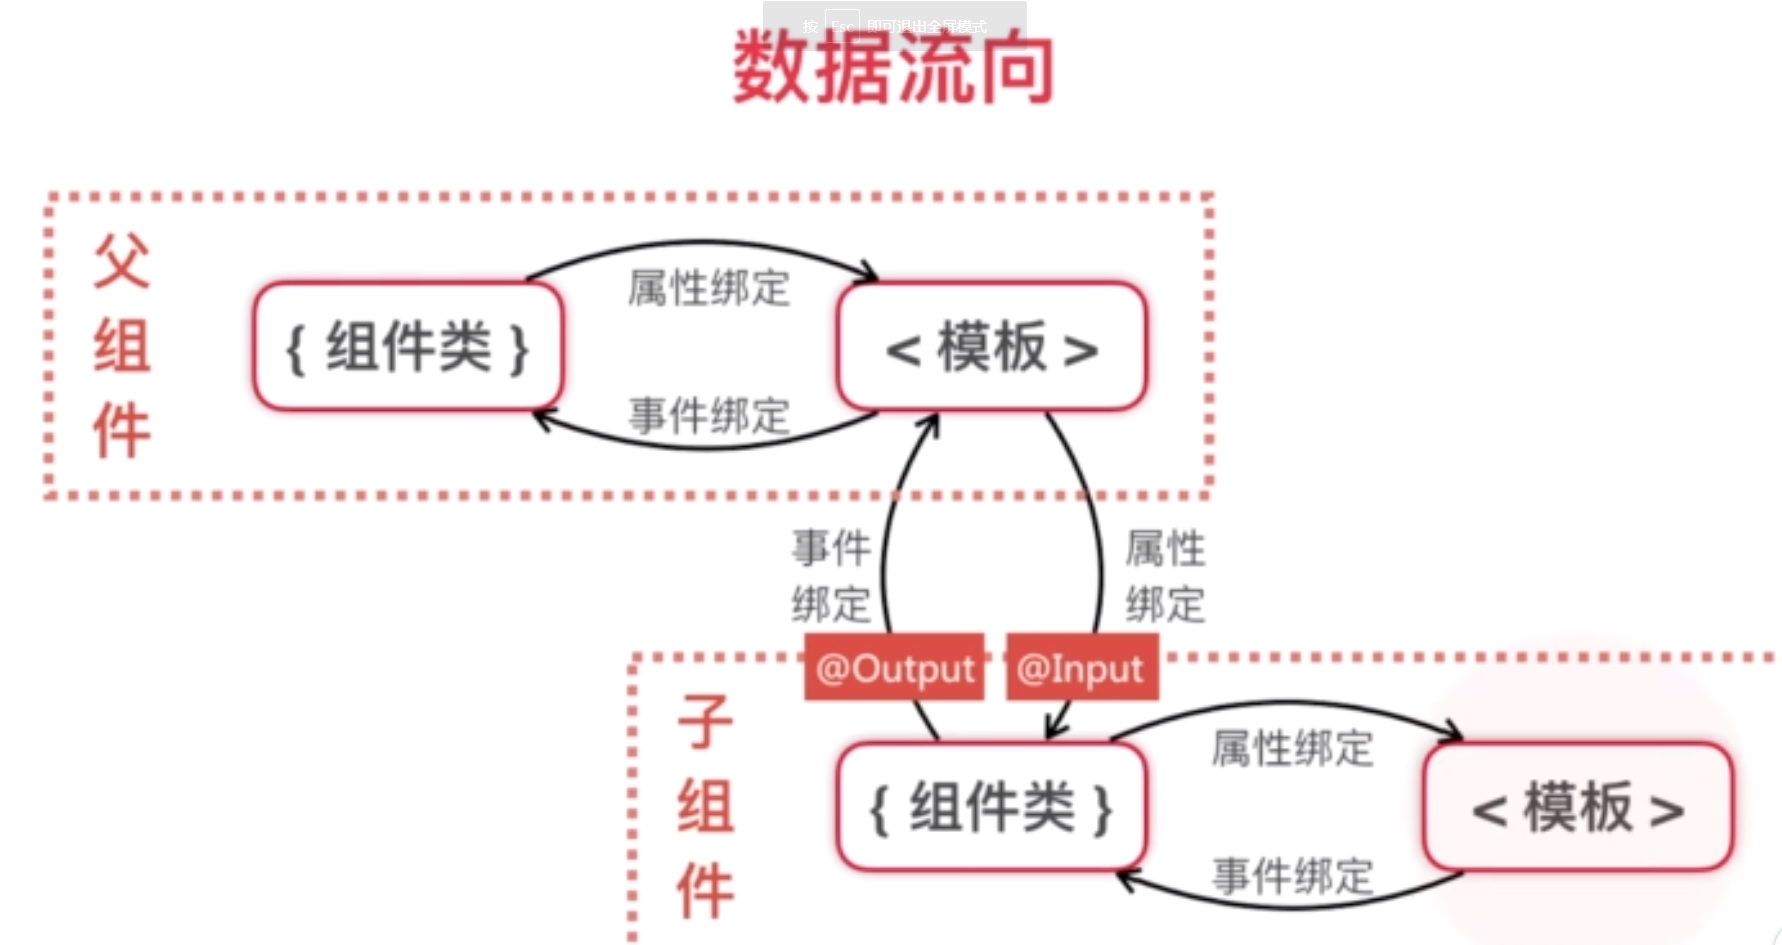 按 Esc 即可退出全屏模式
数据流向
父组件
属性绑定
{ 组件类 }
< 模板 >
事件绑定
事件
绑定
属性
绑定
@Output
@Input
子组件
属性绑定
{ 组件类 }
< 模板 >
事件绑定